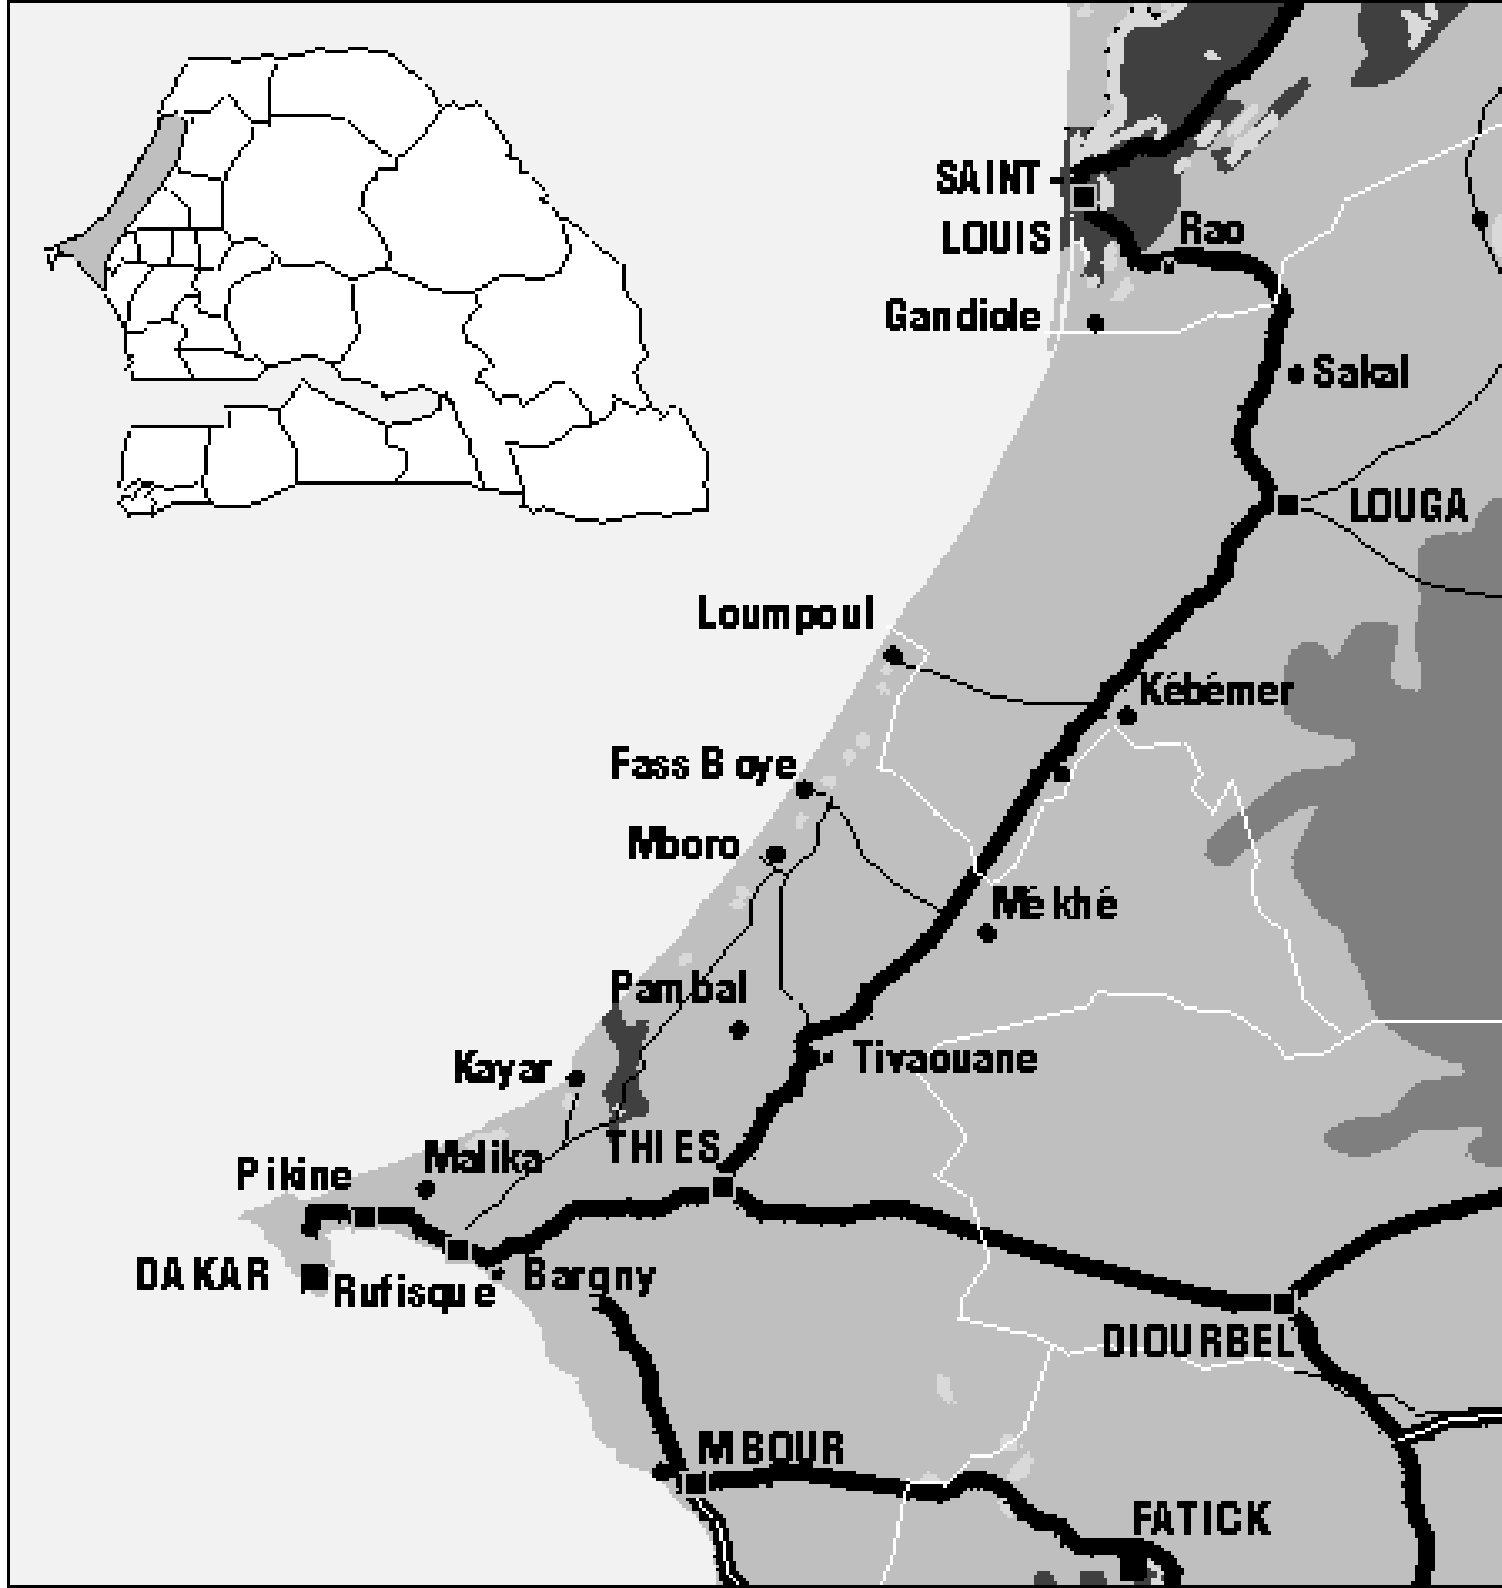 SAINT
LOUIS
Rao
Gandiole
Sakal
LOUGA
Loumpoul
Kébémer
Fass Boye
Mboro
Mékhé
Pambal
Tivaouane
Kayar
THIES
Malika
Pikine
DAKAR
Rufisque
Bargny
DIOURBEL
MBOUR
FATICK